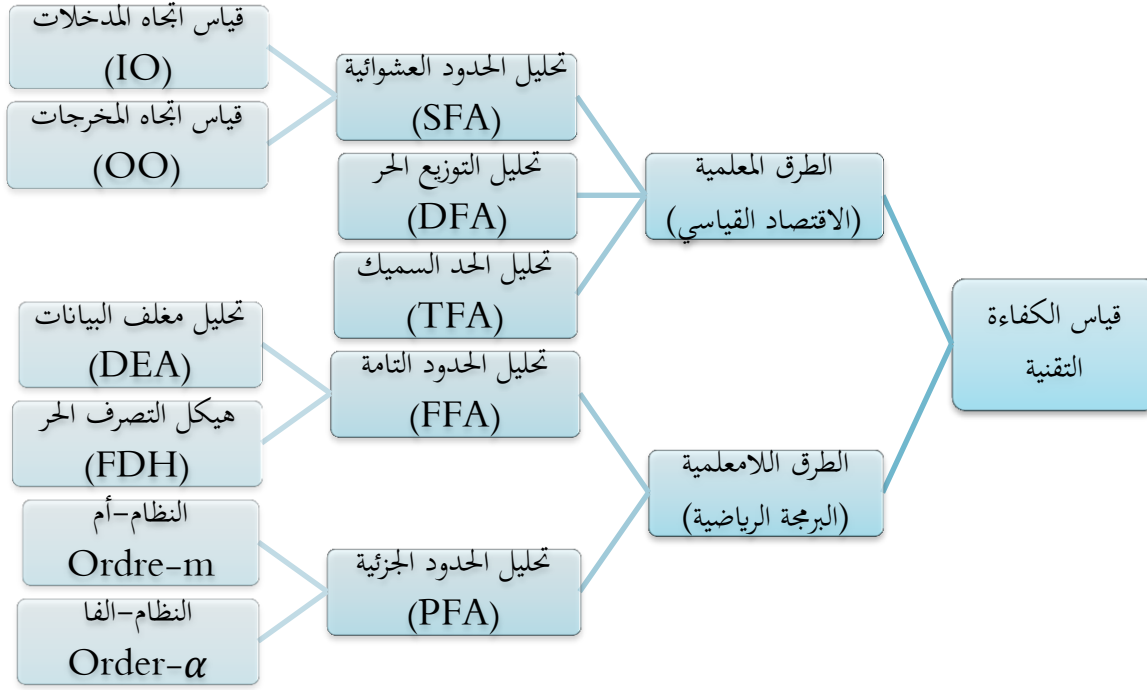 قياس الكفاءة
التقنية
الطرق المعلمية
(الاقتصاد القياسي)
تحليل الحدود العشوائية
(SFA)
قياس اتجاه المدخلات
(IO)
قياس اتجاه المخرجات
(OO)
تحليل التوزيع الحر
(DFA)
تحليل الحد السميك
(TFA)
الطرق اللامعلمية
(البرمجة الرياضية)
تحليل الحدود التامة
(FFA)
تحليل مغلف البيانات
(DEA)
هيكل التصرف الحر
(FDH)
تحليل الحدود الجزئية
(PFA)
النظام-أم
Ordre-m
النظام-الفا
Order-α